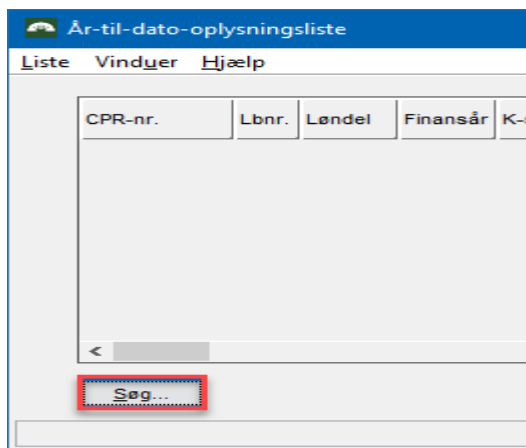 År-til-dato-oplysningsliste
Liste Vinduer Hjælp
CPR-nr. Lbnr. Løndel Finansår K-
<
Søg...